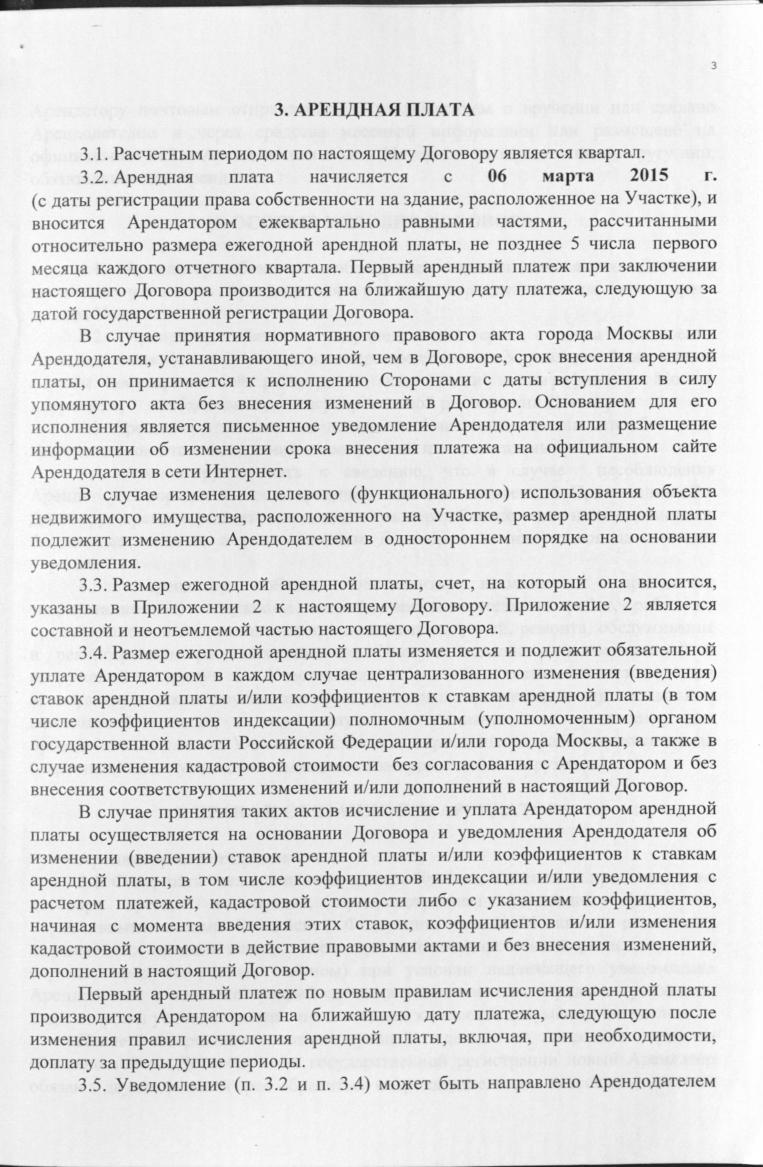 3
3. АРЕНДНАЯ ПЛАТА
3.1. Расчетным периодом по настоящему Договору является квартал.
3.2. Арендная плата начисляется с 06 марта 2015 г.
(с даты регистрации права собственности на здание, расположенное на Участке), и
вносится Арендатором ежеквартально равными частями, рассчитанными
относительно размера ежегодной арендной платы, не позднее 5 числа первого
месяца каждого отчетного квартала. Первый арендный платеж при заключении
настоящего Договора производится на ближайшую дату платежа, следующую за
датой государственной регистрации Договора.
В случае принятия нормативного правового акта города Москвы или
Арендодателя, устанавливающего иной, чем в Договоре, срок внесения арендной
платы, он принимается к исполнению Сторонами с даты вступления в силу
упомянутого акта без внесения изменений в Договор. Основанием для его
исполнения является письменное уведомление Арендодателя или размещение
информации об изменении срока внесения платежа на официальном сайте
Арендодателя в сети Интернет.
В случае изменения целевого (функционального) использования объекта
недвижимого имущества, расположенного на Участке, размер арендной платы
подлежит изменению Арендодателем в одностороннем порядке на основании
уведомления.
3.3. Размер ежегодной арендной платы, счет, на который она вносится,
указаны в Приложении 2 к настоящему Договору. Приложение 2 является
составной и неотъемлемой частью настоящего Договора.
3.4. Размер ежегодной арендной платы изменяется и подлежит обязательной
уплате Арендатором в каждом случае централизованного изменения (введения)
ставок арендной платы и/или коэффициентов к ставкам арендной платы (в том
числе коэффициентов индексации) полномочным (уполномоченным) органом
государственной власти Российской Федерации и/или города Москвы, а также в
случае изменения кадастровой стоимости без согласования с Арендатором и без
внесения соответствующих изменений и/или дополнений в настоящий Договор.
В случае принятия таких актов исчисление и уплата Арендатором арендной
платы осуществляется на основании Договора и уведомления Арендодателя об
изменении (введении) ставок арендной платы и/или коэффициентов к ставкам
арендной платы, в том числе коэффициентов индексации и/или уведомления с
расчетом платежей, кадастровой стоимости либо с указанием коэффициентов,
начиная с момента введения этих ставок, коэффициентов и/или изменения
кадастровой стоимости в действие правовыми актами и без внесения изменений,
дополнений в настоящий Договор.
Первый арендный платеж по новым правилам исчисления арендной платы
производится Арендатором на ближайшую дату платежа, следующую после
изменения правил исчисления арендной платы, включая, при необходимости,
доплату за предыдущие периоды.
3.5. Уведомление (п. 3.2 и п. 3.4) может быть направлено Арендодателем